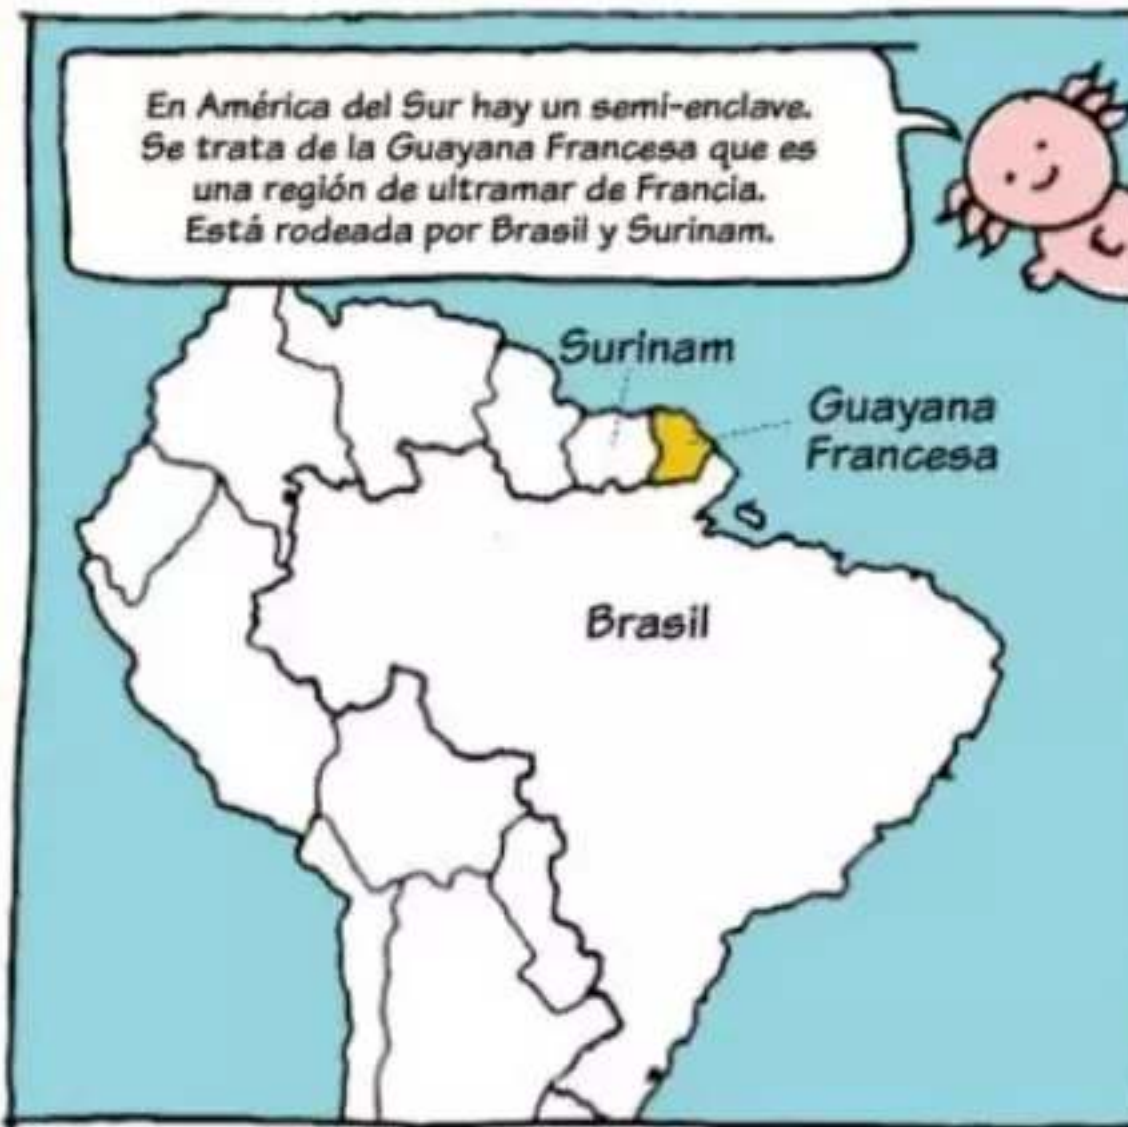 En América del Sur hay un semi-enclave.
Se trata de la Guayana Francesa que es
una región de ultramar de Francia.
Está rodeada por Brasil y Surinam.
Surinam
Guayana
Francesa
Brasil